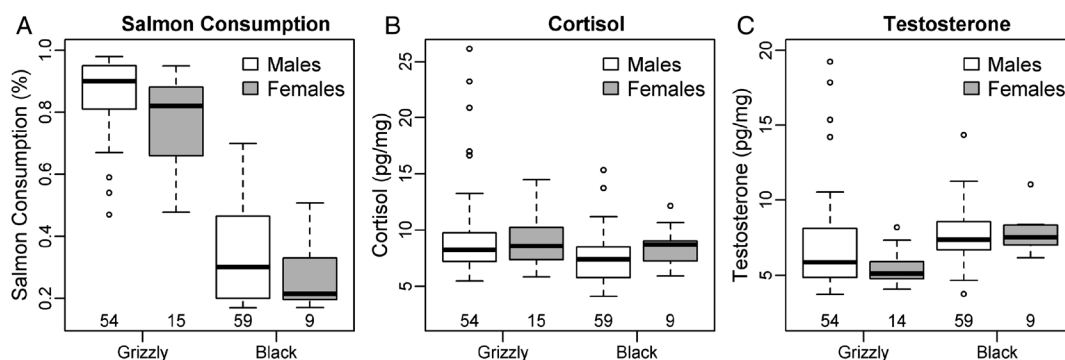 A Salmon Consumption
Salmon Consumption (%)
1.0
0.8
0.6
0.4
0.2
Males
Females
54 15 59 9
Grizzly Black
B Cortisol
Cortisol (pg/mg)
25
20
15
10
5
Males
Females
54 15 59 9
Grizzly Black
C Testosterone
Testosterone (pg/mg)
20
15
10
5
Males
Females
54 14 59 9
Grizzly Black